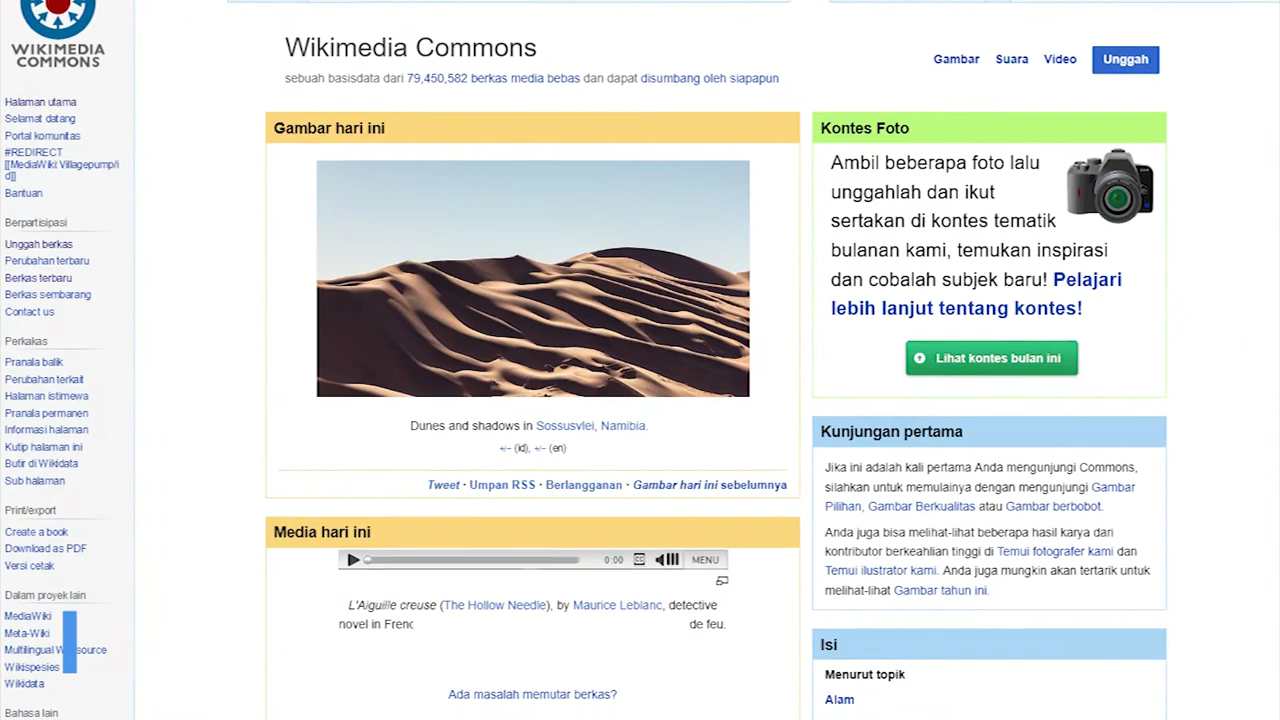 WIKIMEDIA
COMMONS
Halaman utama
Selamat datang
Portal komunitas
#REDIRECT
[[MediaWiki:Villagepump/i
d]]
Bantuan
Berpartisipasi
Unggah berkas
Perubahan terbaru
Berkas terbaru
Berkas sembarang
Contact us
Perkakas
Pranala balik
Perubahan terkait
Halaman istimewa
Pranala permanen
Informasi halaman
Kutip halaman ini
Butir di Wikidata
Sub halaman
Print/export
Create a book
Download as PDF
Versi cetak
Dalam proyek lain
MediaWiki
Meta-Wiki
Multilingual
Wikispesies
Wikidata
Bahasa lain
Wikimedia Commons
sebuah basisdata dari 79,450,582 berkas media bebas dan dapat disumbang oleh siapapun
Gambar Suara Video Unggah
Gambar hari ini
Dunes and shadows in Sossusvlei, Namibia.
+/− (id), +/− (en)
Tweet · Umpan RSS · Berlangganan · Gambar hari ini sebelumnya
Media hari ini
0:00 CC MENU
L'Aiguille creuse (The Hollow Needle), by Maurice Leblanc, detective
novel in de feu.
Ada masalah memutar berkas?
Kontes Foto
Ambil beberapa foto lalu
unggahlah dan ikut
sertakan di kontes tematik
bulanan kami, temukan inspirasi
dan cobalah subjek baru! Pelajari
lebih lanjut tentang kontes!
Lihat kontes bulan ini
Kunjungan pertama
Jika ini adalah kali pertama Anda mengunjungi Commons,
silahkan untuk memulainya dengan mengunjungi Gambar
Pilihan, Gambar Berkualitas atau Gambar berbobot.
Anda juga bisa melihat-lihat beberapa hasil karya dari
kontributor berkeahlian tinggi di Temui fotografer kami dan
Temui ilustrator kami. Anda juga mungkin akan tertarik untuk
melihat-lihat Gambar tahun ini.
Isi
Menurut topik
Alam